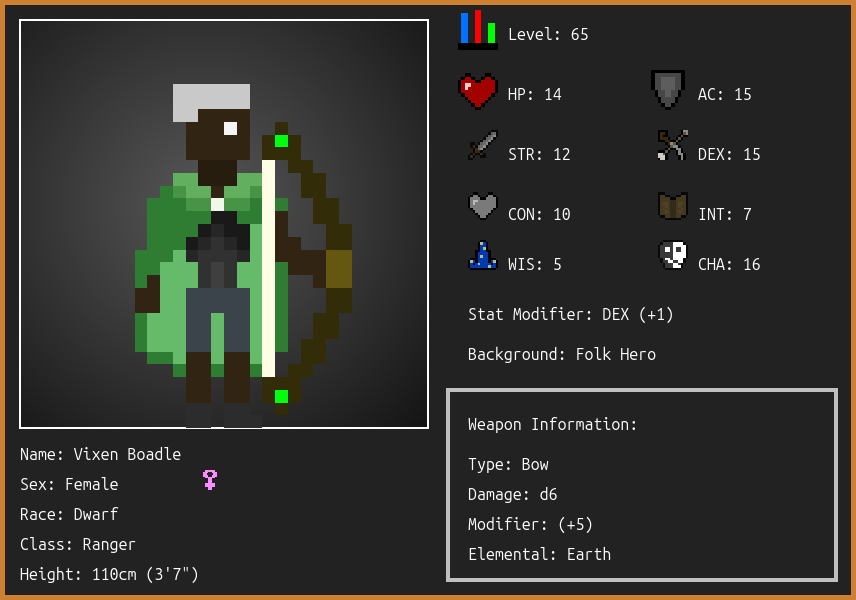 Level: 65
HP: 14
AC: 15
STR: 12
DEX: 15
CON: 10
INT: 7
WIS: 5
CHA: 16
Stat Modifier: DEX (+1)
Background: Folk Hero
Weapon Information:
Type: Bow
Damage: d6
Modifier: (+5)
Elemental: Earth
Name: Vixen Boadle
Sex: Female
Race: Dwarf
Class: Ranger
Height: 110cm (3'7")